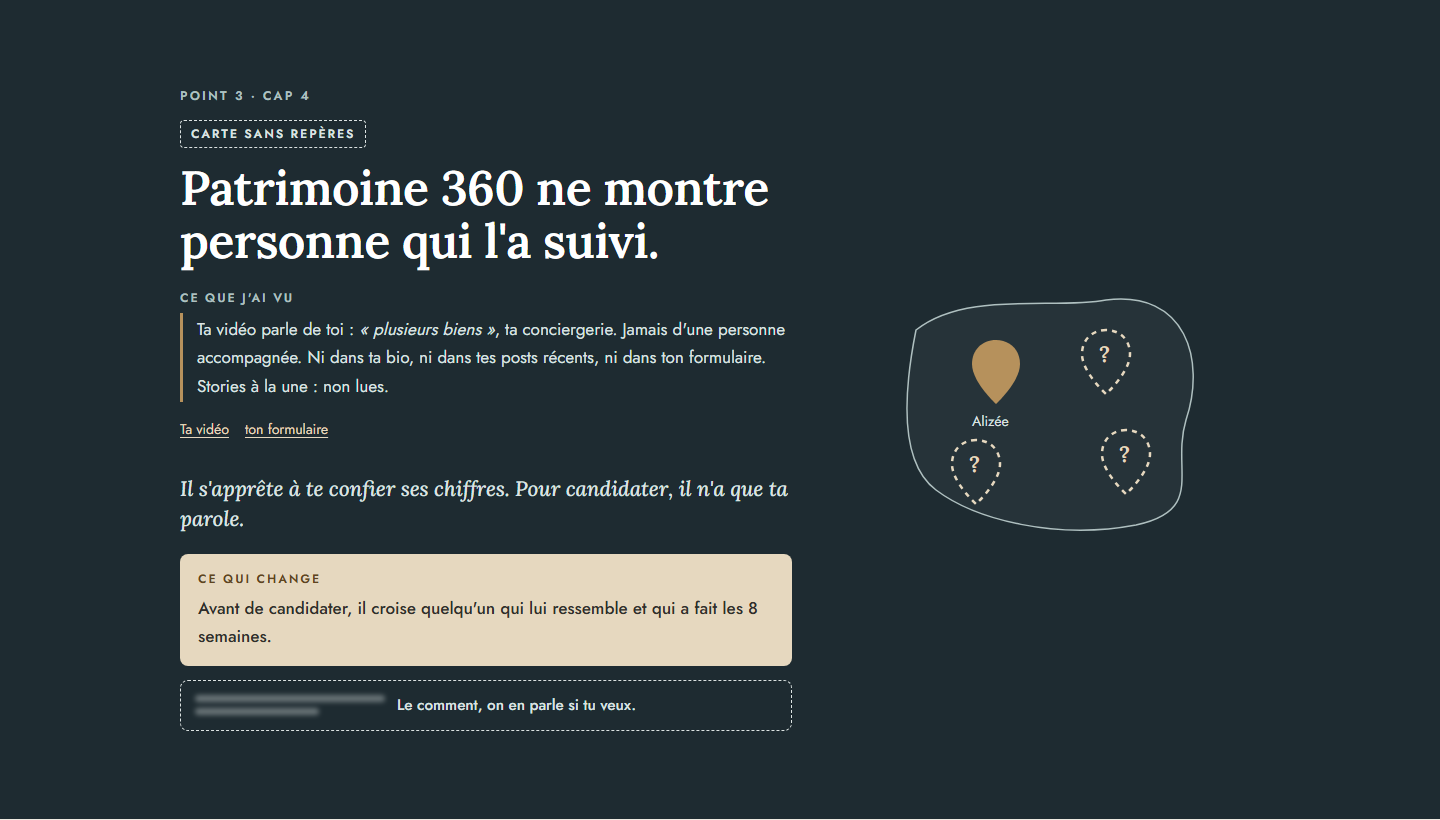 POINT 3 · CAP 4
CARTE SANS REPÈRES
Patrimoine 360 ne montre
personne qui l'a suivi.
CE QUE J'AI VU
Ta vidéo parle de toi : « plusieurs biens », ta conciergerie. Jamais d'une personne
accompagnée. Ni dans ta bio, ni dans tes posts récents, ni dans ton formulaire.
Stories à la une : non lues.
Ta vidéo ton formulaire
Il s'apprête à te confier ses chiffres. Pour candidater, il n'a que ta
parole.
CE QUI CHANGE
Avant de candidater, il croise quelqu'un qui lui ressemble et qui a fait les 8
semaines.
Le comment, on en parle si tu veux.
?
Alizée
?
?